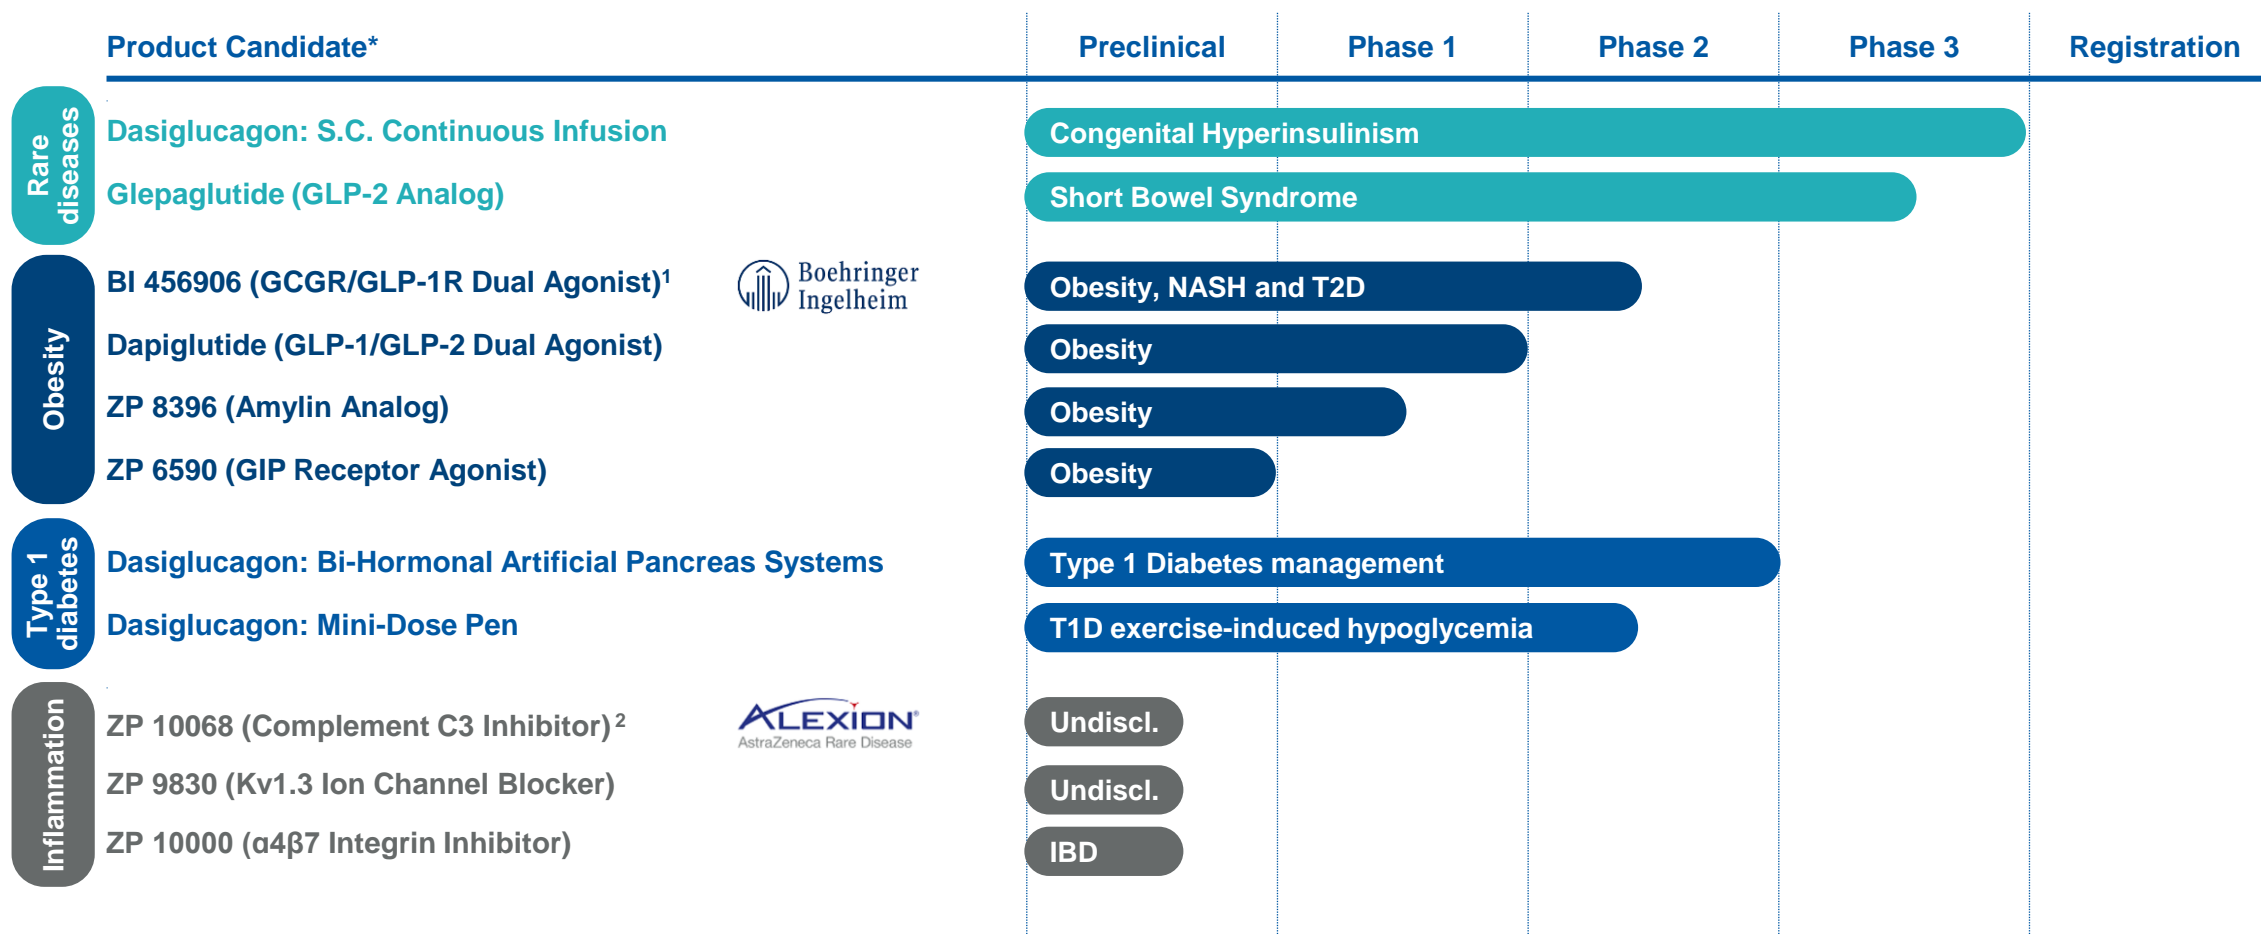 Product Candidate*
Preclinical
Phase 1
Phase 2
Phase 3
Registration
Rare
diseases
Dasiglucagon: S.C. Continuous Infusion
Congenital Hyperinsulinism
Glepaglutide (GLP-2 Analog)
Short Bowel Syndrome
Obesity
BI 456906 (GCGR/GLP-1R Dual Agonist)¹
Boehringer
Ingelheim
Obesity, NASH and T2D
Dapiglutide (GLP-1/GLP-2 Dual Agonist)
Obesity
ZP 8396 (Amylin Analog)
Obesity
ZP 6590 (GIP Receptor Agonist)
Obesity
Type 1
diabetes
Dasiglucagon: Bi-Hormonal Artificial Pancreas Systems
Type 1 Diabetes management
Dasiglucagon: Mini-Dose Pen
T1D exercise-induced hypoglycemia
Inflammation
ZP 10068 (Complement C3 Inhibitor) ²
ALEXION®
AstraZeneca Rare Disease
Undiscl.
ZP 9830 (Kv1.3 Ion Channel Blocker)
Undiscl.
ZP 10000 (α4β7 Integrin Inhibitor)
IBD